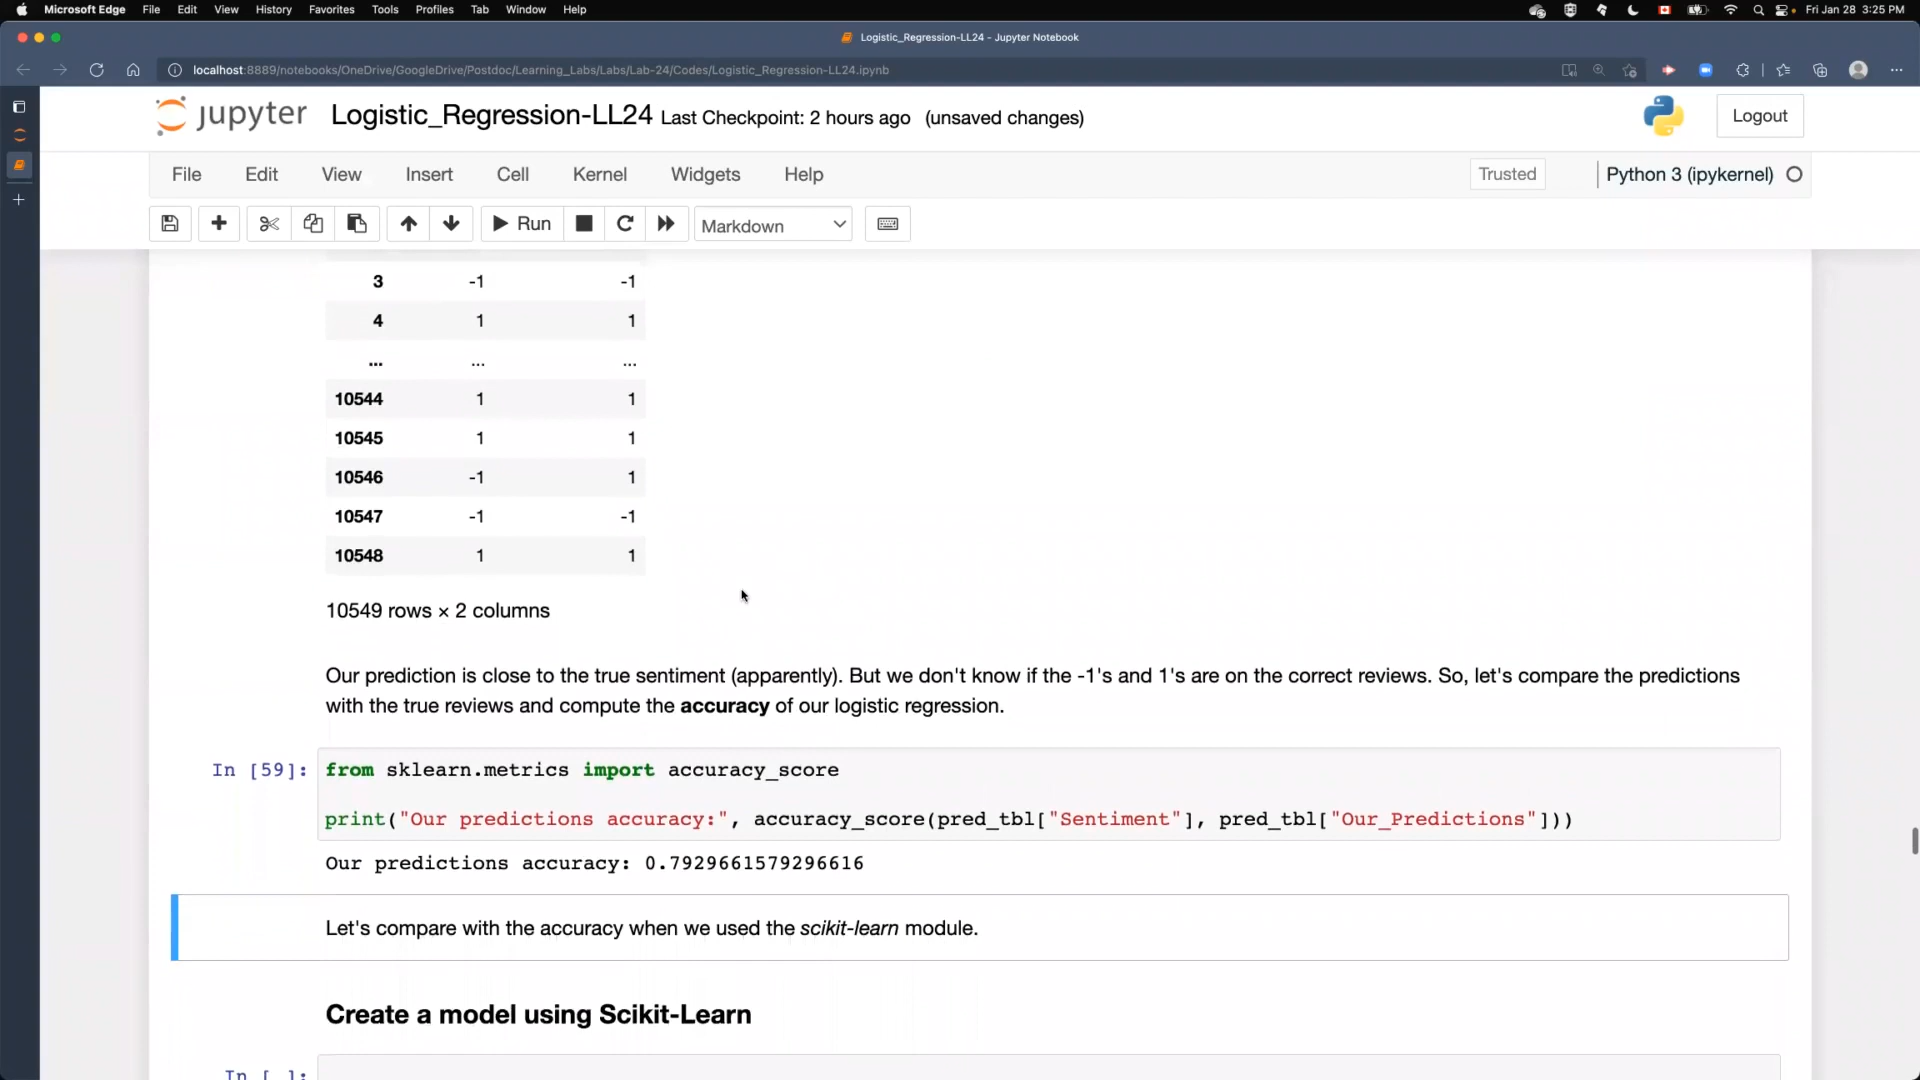 Microsoft Edge File Edit View History Favorites Tools Profiles Tab Window Help Fri Jan 28 3:25 PM
Logistic_Regression-LL24 - Jupyter Notebook
localhost:8889/notebooks/OneDrive/GoogleDrive/Postdoc/Learning_Labs/Labs/Lab-24/Codes/Logistic_Regression-LL24.ipynb
jupyter Logistic_Regression-LL24 Last Checkpoint: 2 hours ago (unsaved changes) Logout
File Edit View Insert Cell Kernel Widgets Help Trusted Python 3 (ipykernel)
Run Markdown
3 -1 -1
4 1 1
... ... ...
10544 1 1
10545 1 1
10546 -1 1
10547 -1 -1
10548 1 1
10549 rows × 2 columns
Our prediction is close to the true sentiment (apparently). But we don't know if the -1's and 1's are on the correct reviews. So, let's compare the predictions
with the true reviews and compute the accuracy of our logistic regression.
In [59]: from sklearn.metrics import accuracy_score
print("Our predictions accuracy:", accuracy_score(pred_tbl["Sentiment"], pred_tbl["Our_Predictions"]))
Our predictions accuracy: 0.7929661579296616
Let's compare with the accuracy when we used the scikit-learn module.
Create a model using Scikit-Learn
In [ ]: